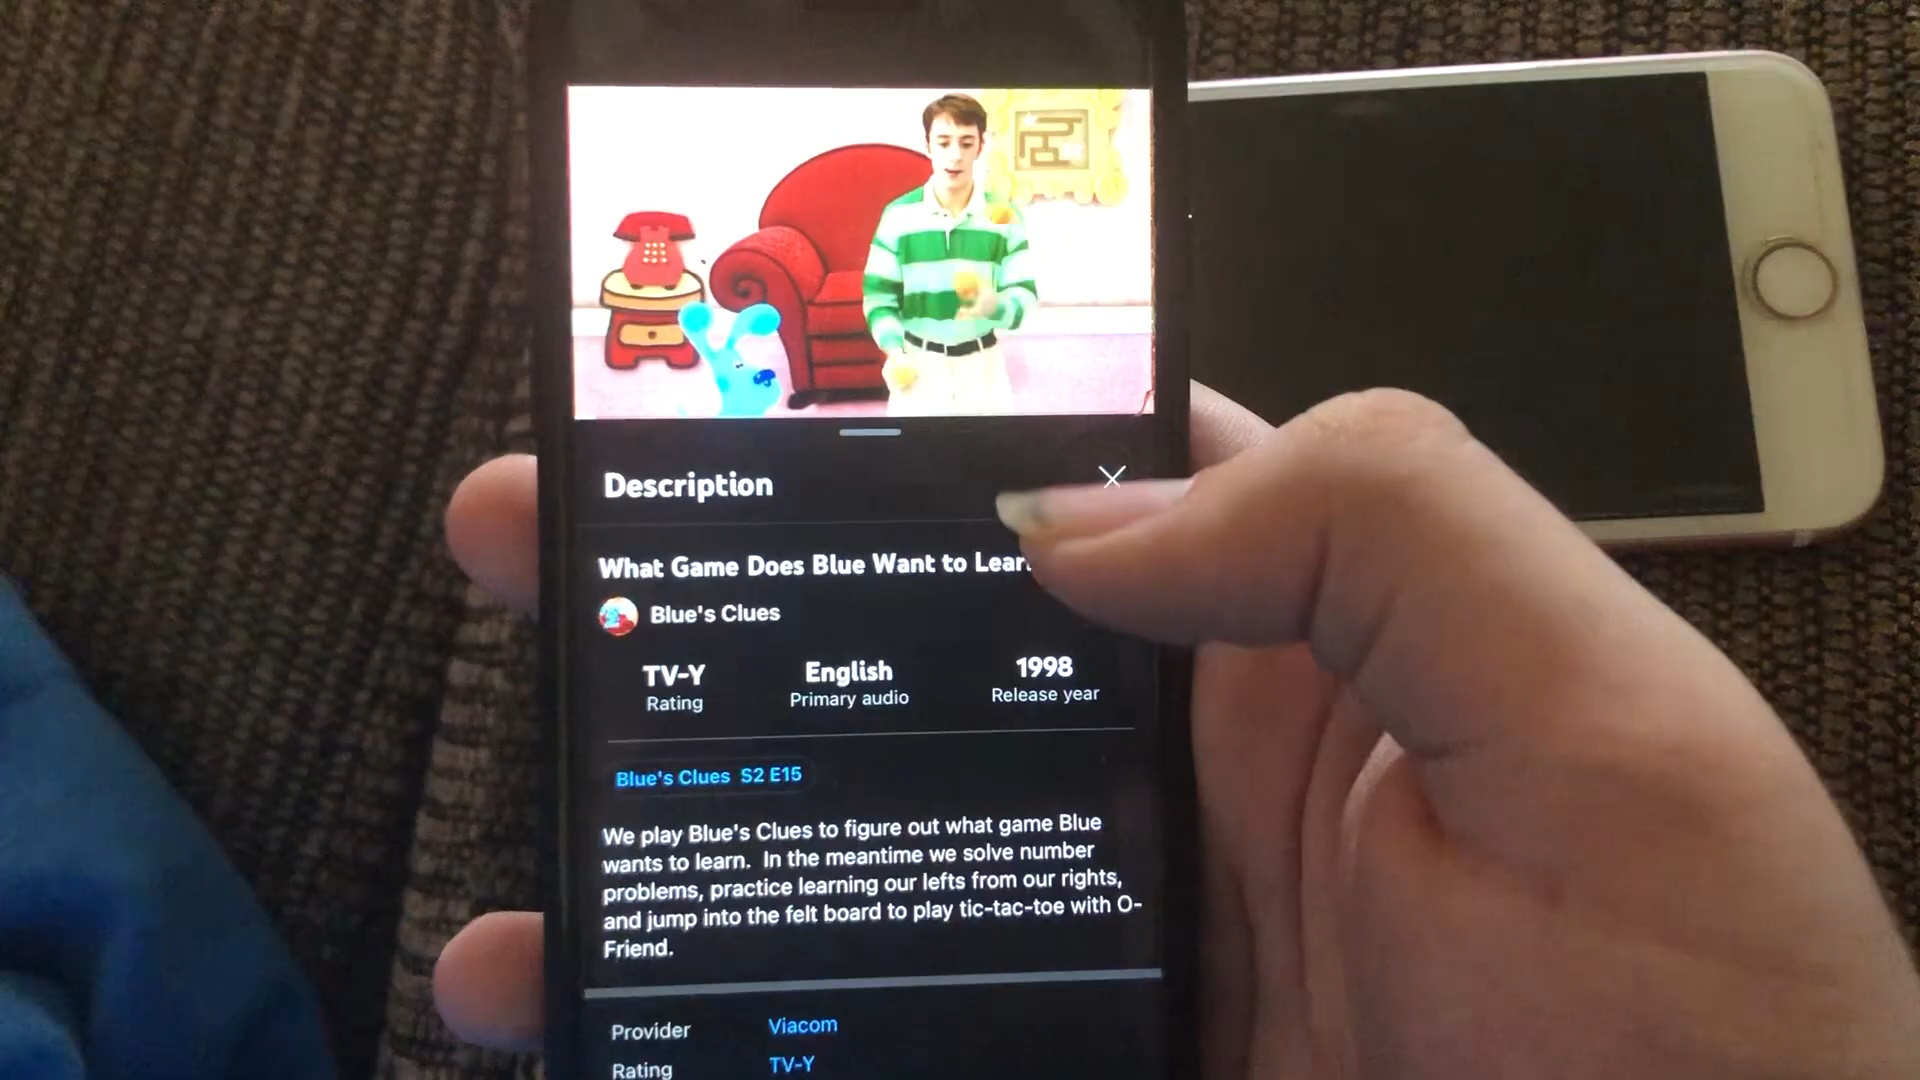 Description
What Game Does Blue Want to Lear
Blue's Clues
TV-Y English 1998
Rating Primary audio Release year
Blue's Clues S2 E15
We play Blue's Clues to figure out what game Blue
wants to learn. In the meantime we solve number
problems, practice learning our lefts from our rights,
and jump into the felt board to play tic-tac-toe with O-
Friend.
Provider Viacom
Rating TV-Y